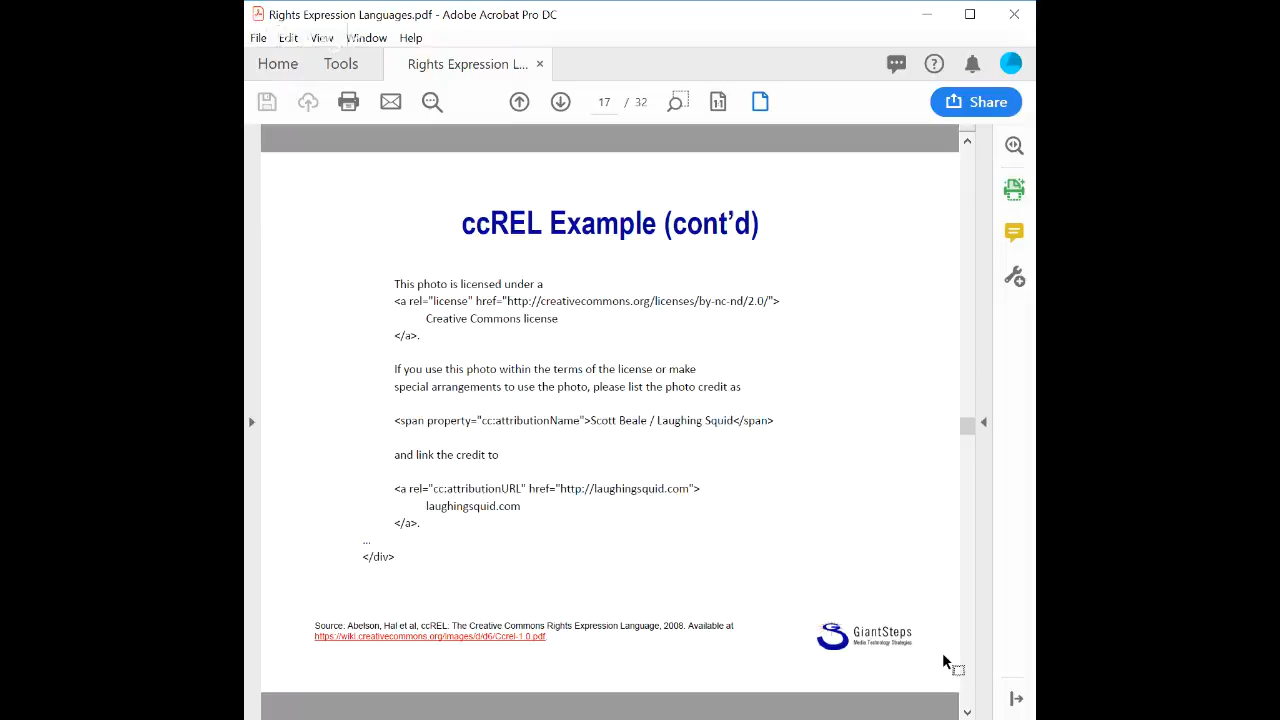 Rights Expression Languages.pdf - Adobe Acrobat Pro DC
File Edit View Window Help
Home Tools Rights Expression L... ×
17 / 32
Share
ccREL Example (cont’d)
This photo is licensed under a
<a rel="license" href="http://creativecommons.org/licenses/by-nc-nd/2.0/">
Creative Commons license
</a>.
If you use this photo within the terms of the license or make
special arrangements to use the photo, please list the photo credit as
<span property="cc:attributionName">Scott Beale / Laughing Squid</span>
and link the credit to
<a rel="cc:attributionURL" href="http://laughingsquid.com">
laughingsquid.com
</a>.
...
</div>
Source: Abelson, Hal et al, ccREL: The Creative Commons Rights Expression Language, 2008. Available at
https://wiki.creativecommons.org/images/d/d6/Ccrel-1.0.pdf.
GiantSteps
Media Technology Strategies